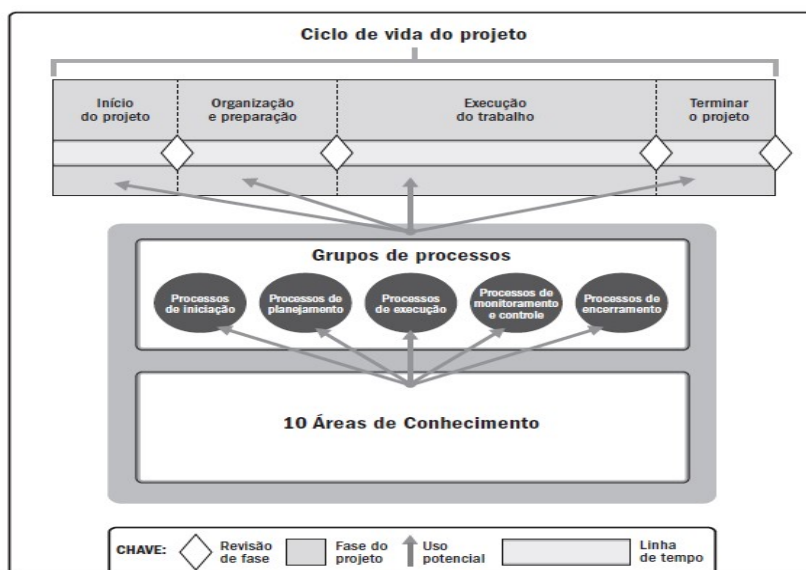 Ciclo de vida do projeto
Início
do projeto
Organização
e preparação
Execução
do trabalho
Terminar
o projeto
Grupos de processos
Processos
de iniciação
Processos de
planejamento
Processos
de execução
Processos de
monitoramento
e controle
Processos de
encerramento
10 Áreas de Conhecimento
CHAVE:
Revisão
de fase
Fase do
projeto
Uso
potencial
Linha
de tempo